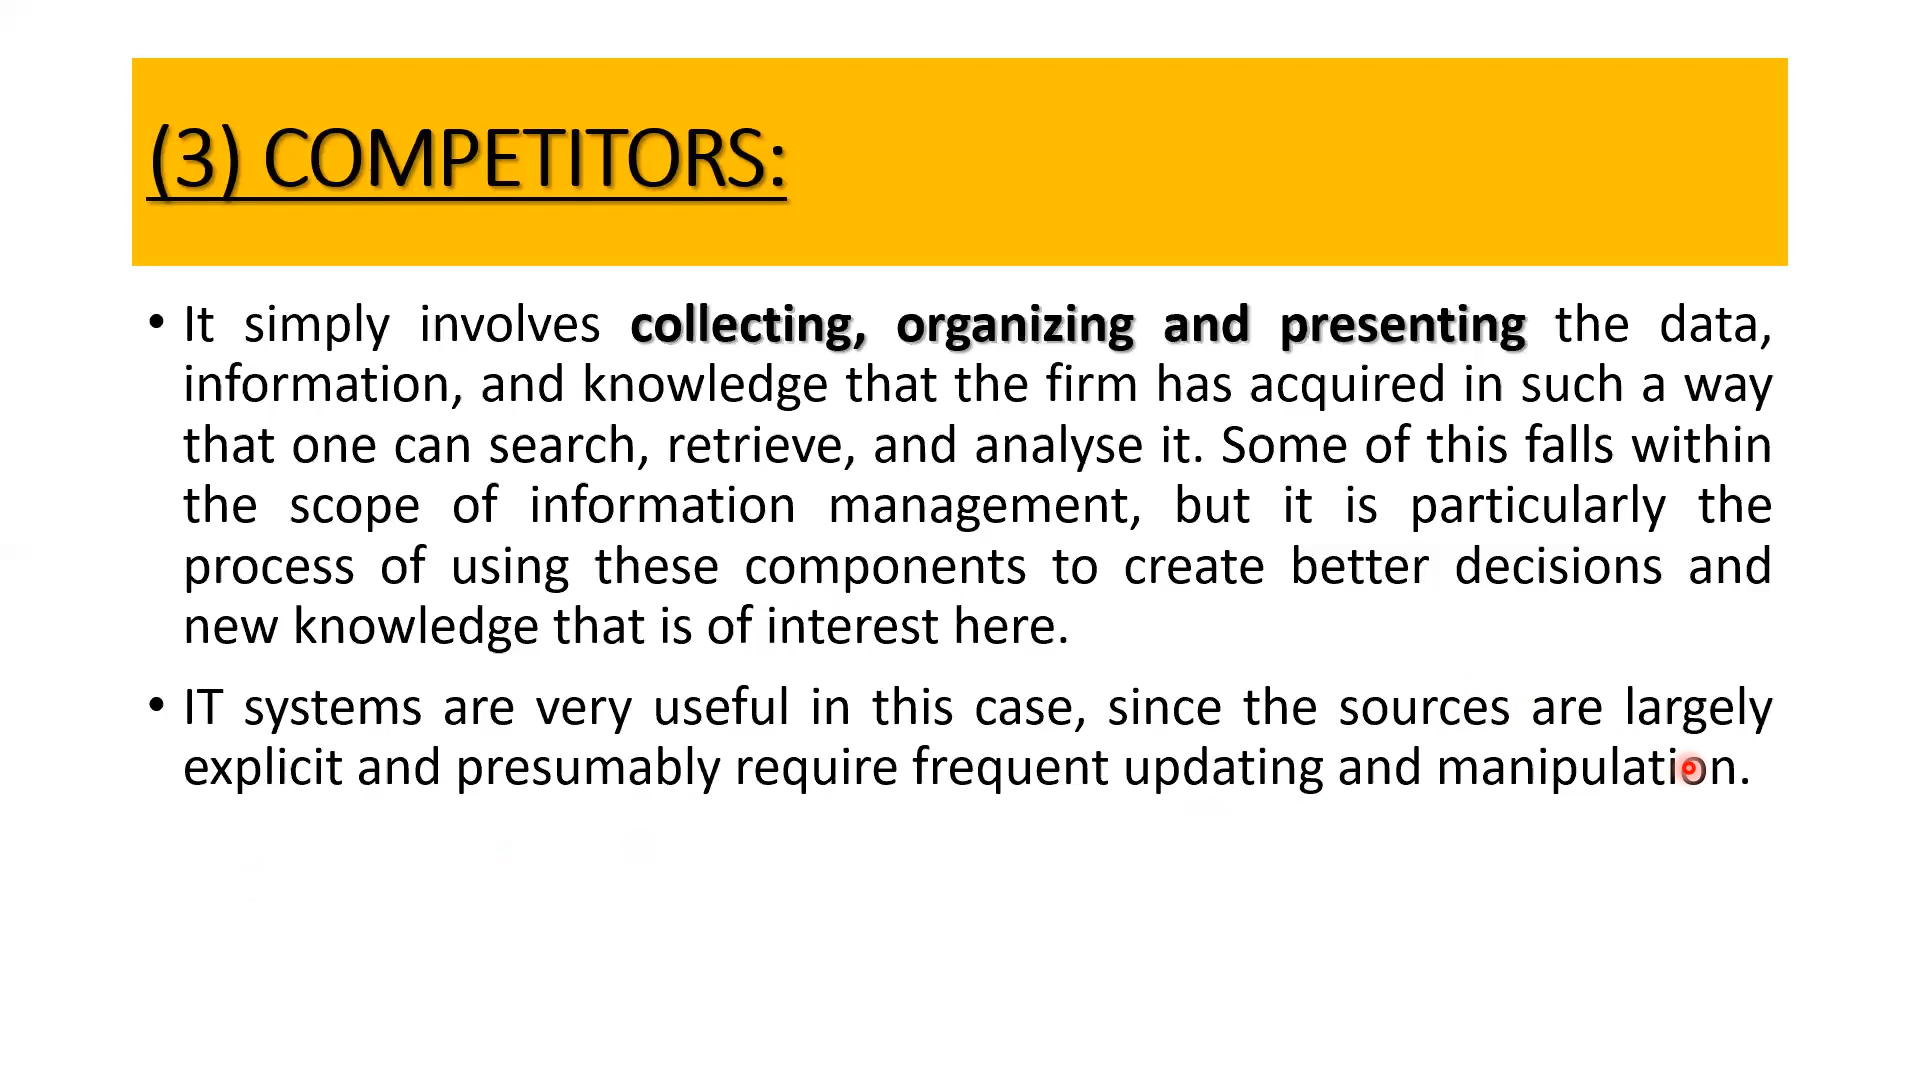 (3) COMPETITORS:
• It simply involves collecting, organizing and presenting the data,
information, and knowledge that the firm has acquired in such a way
that one can search, retrieve, and analyse it. Some of this falls within
the scope of information management, but it is particularly the
process of using these components to create better decisions and
new knowledge that is of interest here.
• IT systems are very useful in this case, since the sources are largely
explicit and presumably require frequent updating and manipulation.